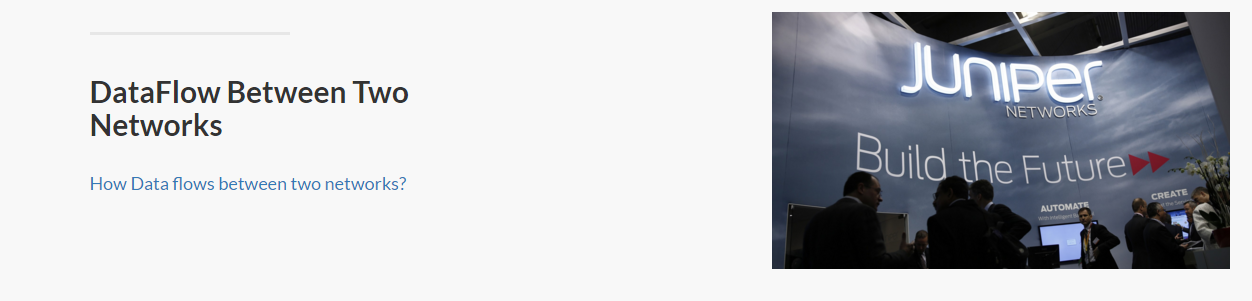 DataFlow Between Two
Networks
How Data flows between two networks?
JUNIPER
NETWORKS
Build the Future
AUTOMATE
CREATE